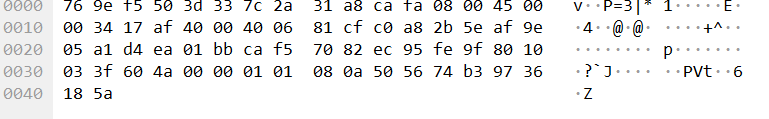 0000 76 9e f5 50 3d 33 7c 2a 31 a8 ca fa 08 00 45 00 v··P=3|* 1·····E·
0010 00 34 17 af 40 00 40 06 81 cf c0 a8 2b 5e af 9e ·4··@·@· ····+^··
0020 05 a1 d4 ea 01 bb ca f5 70 82 ec 95 fe 9f 80 10 ········ p·······
0030 03 3f 60 4a 00 00 01 01 08 0a 50 56 74 b3 97 36 ·?`J···· ··PVt··6
0040 18 5a ·Z